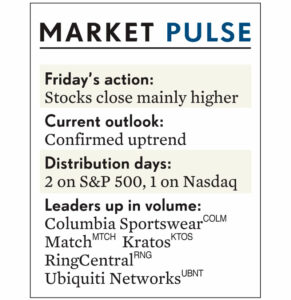 MARKET PULSE
Friday's action:
Stocks close mainly higher
Current outlook:
Confirmed uptrend
Distribution days:
2 on S&P 500, 1 on Nasdaq
Leaders up in volume:
Columbia Sportswear COLM
Match MTCH Kratos KTOS
RingCentral RNG
Ubiquiti Networks UBNT